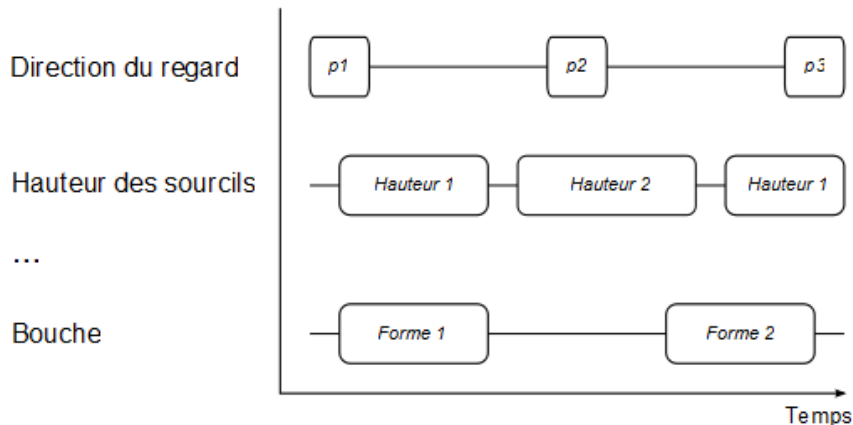 Direction du regard
p1
p2
p3
Hauteur des sourcils
Hauteur 1
Hauteur 2
Hauteur 1
...
Bouche
Forme 1
Forme 2
Temps